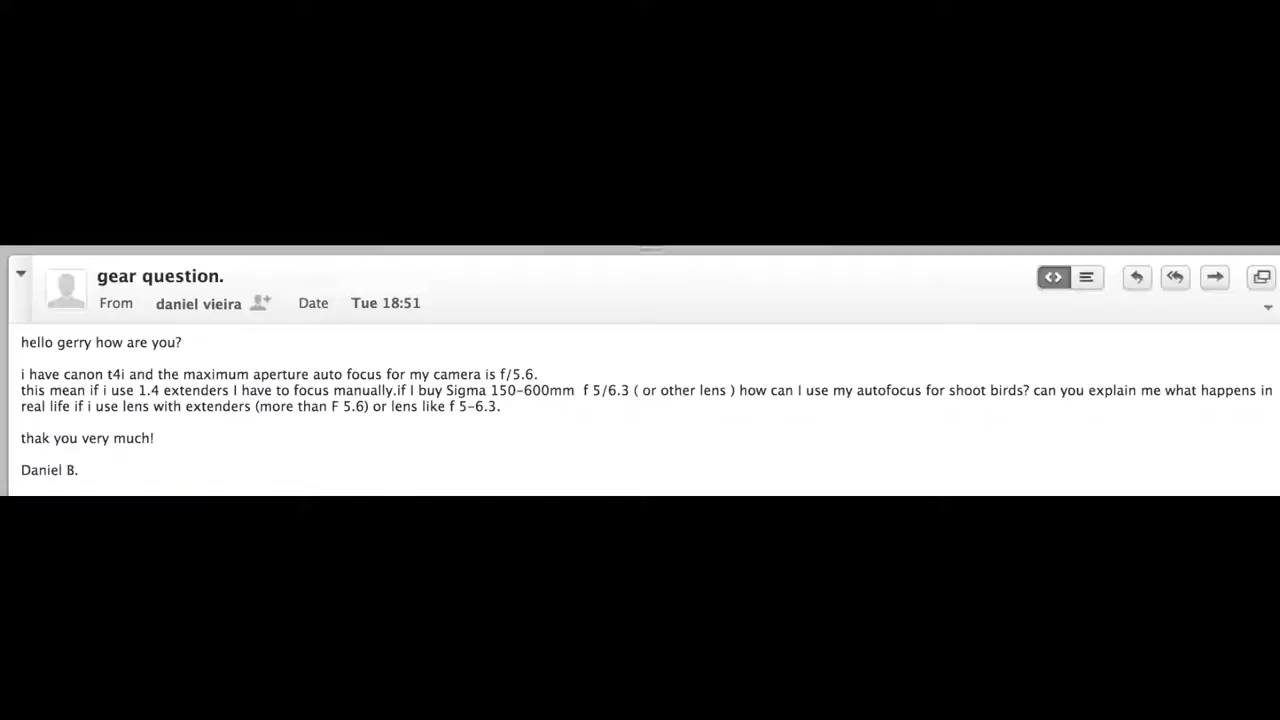 gear question.
From daniel vieira Date Tue 18:51
hello gerry how are you?
i have canon t4i and the maximum aperture auto focus for my camera is f/5.6.
this mean if i use 1.4 extenders I have to focus manually.if I buy Sigma 150-600mm  f 5/6.3 ( or other lens ) how can I use my autofocus for shoot birds? can you explain me what happens in
real life if i use lens with extenders (more than F 5.6) or lens like f 5-6.3.
thak you very much!
Daniel B.